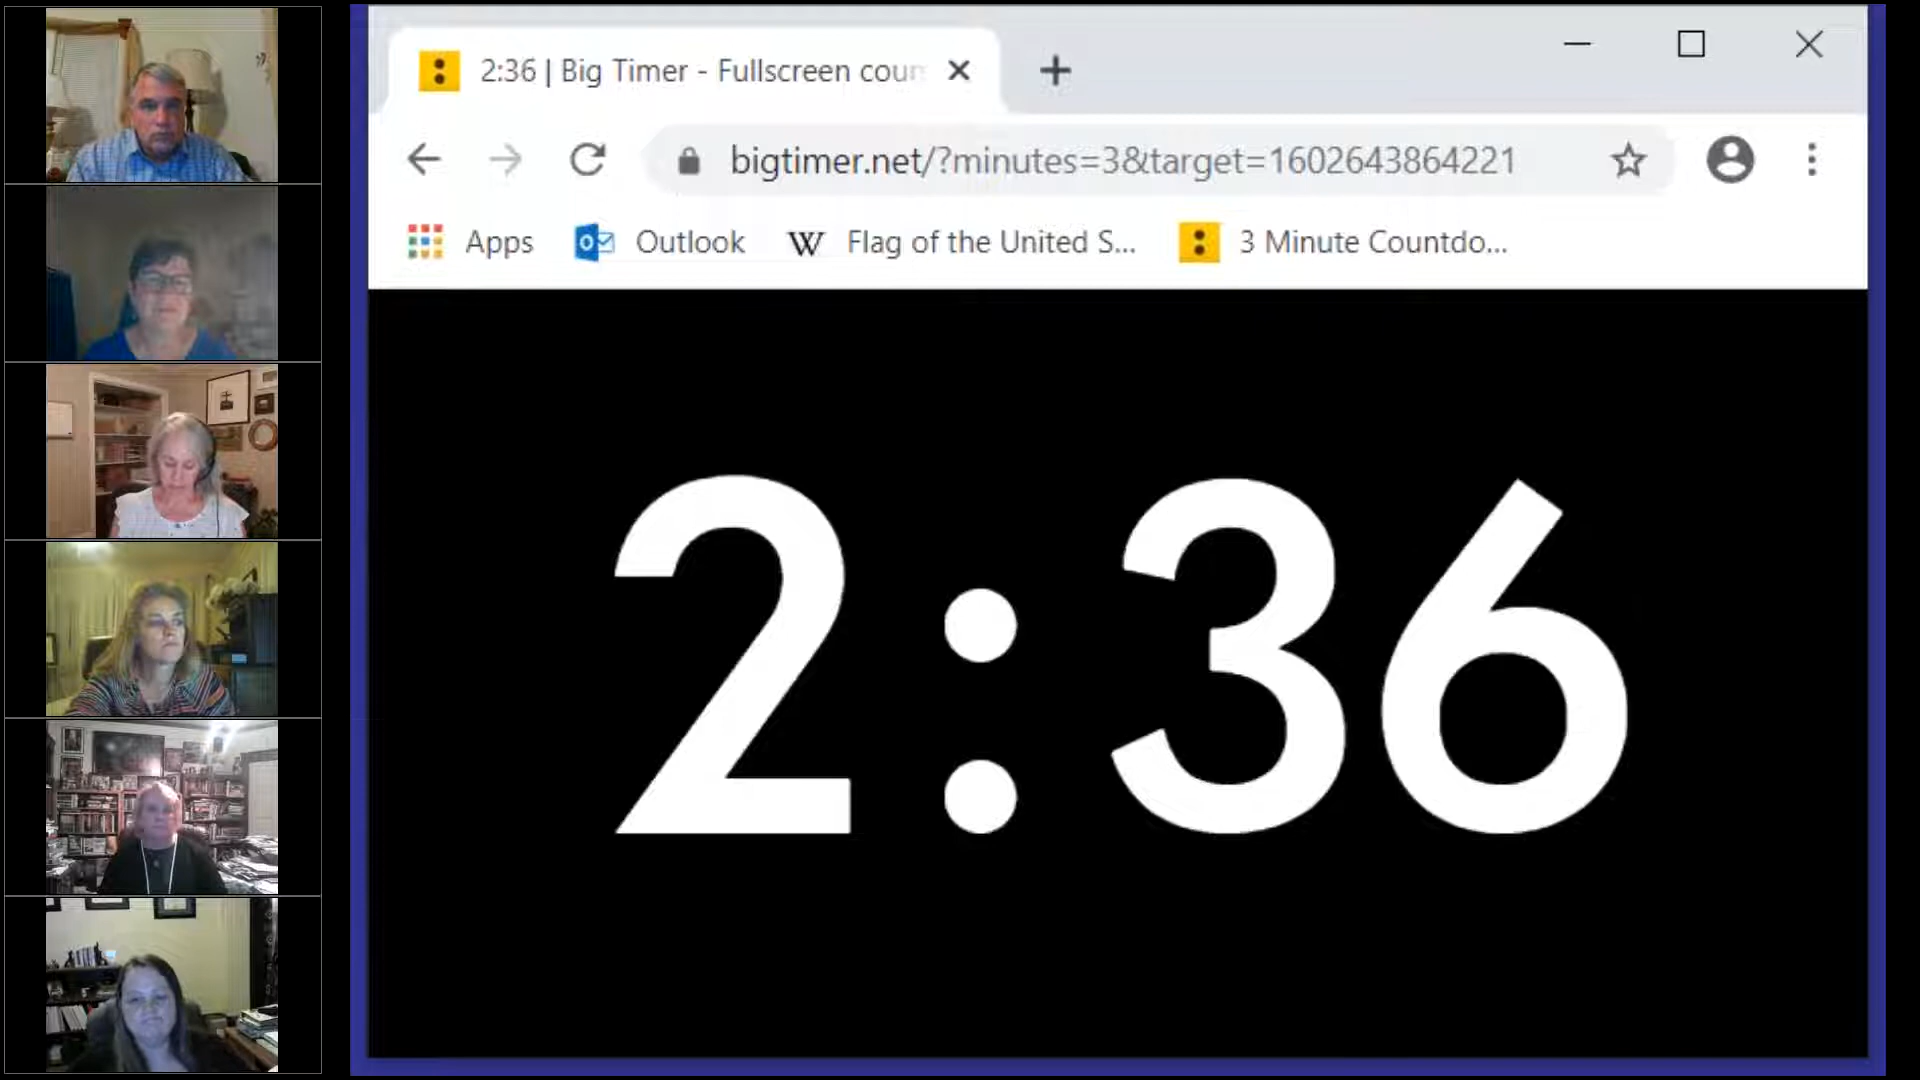 2:36 | Big Timer - Fullscreen coun
bigtimer.net/?minutes=3&target=1602643864221
Apps Outlook W Flag of the United S... 3 Minute Countdo...
2:36